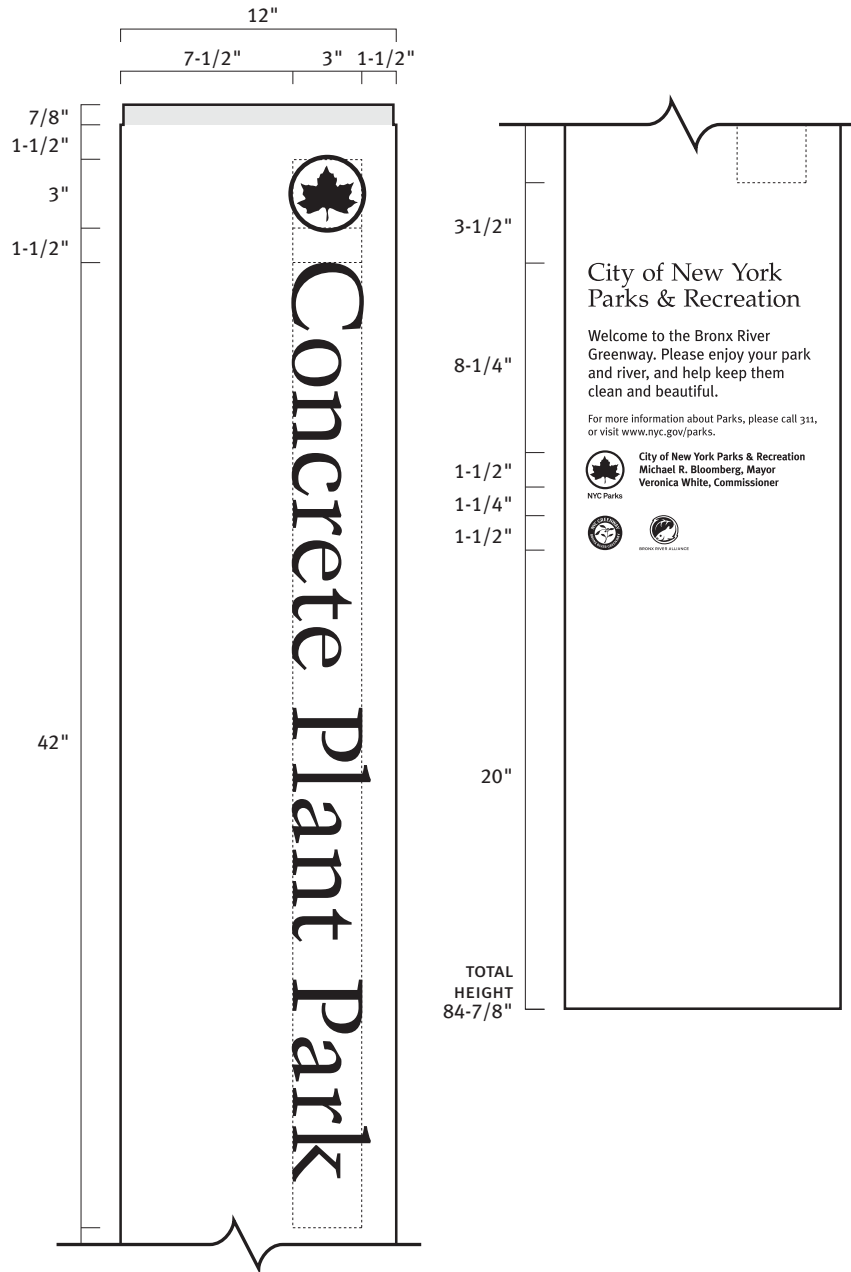 12"
7-1/2" 3" 1-1/2"
7/8"
1-1/2"
3"
1-1/2"
42"
Concrete Plant Park
3-1/2"
8-1/4"
1-1/2"
1-1/4"
1-1/2"
20"
TOTAL
HEIGHT
84-7/8"
City of New York
Parks & Recreation
Welcome to the Bronx River
Greenway. Please enjoy your park
and river, and help keep them
clean and beautiful.
For more information about Parks, please call 311,
or visit www.nyc.gov/parks.
NYC Parks
City of New York Parks & Recreation
Michael R. Bloomberg, Mayor
Veronica White, Commissioner
BRONX RIVER ALLIANCE